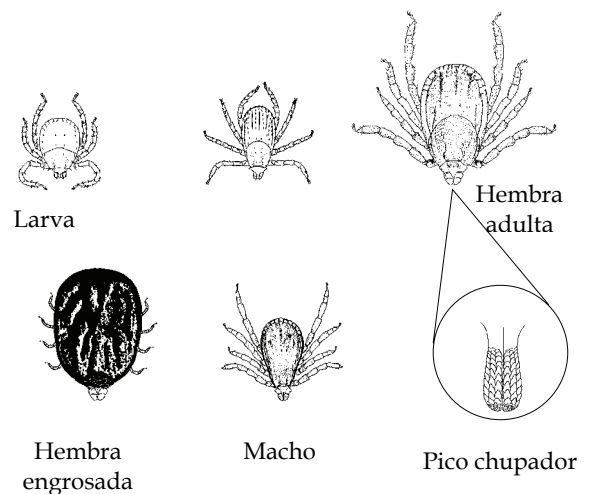 Larva
Hembra
adulta
Hembra
engrosada
Macho
Pico chupador